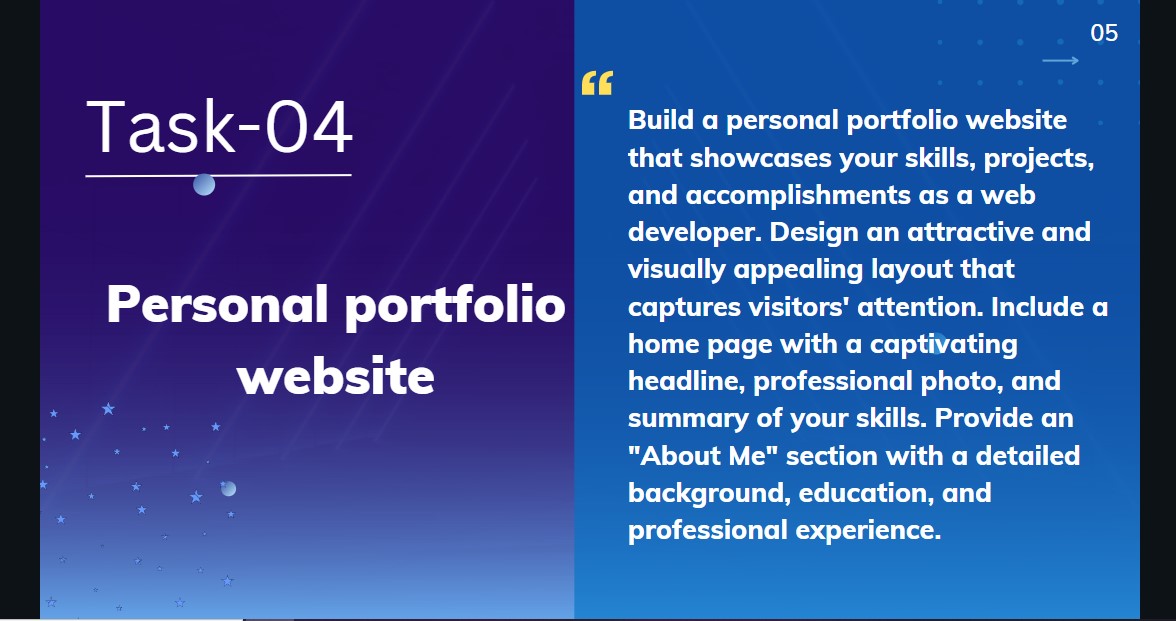 05
Task-04
Personal portfolio
website
“
Build a personal portfolio website
that showcases your skills, projects,
and accomplishments as a web
developer. Design an attractive and
visually appealing layout that
captures visitors' attention. Include a
home page with a captivating
headline, professional photo, and
summary of your skills. Provide an
"About Me" section with a detailed
background, education, and
professional experience.